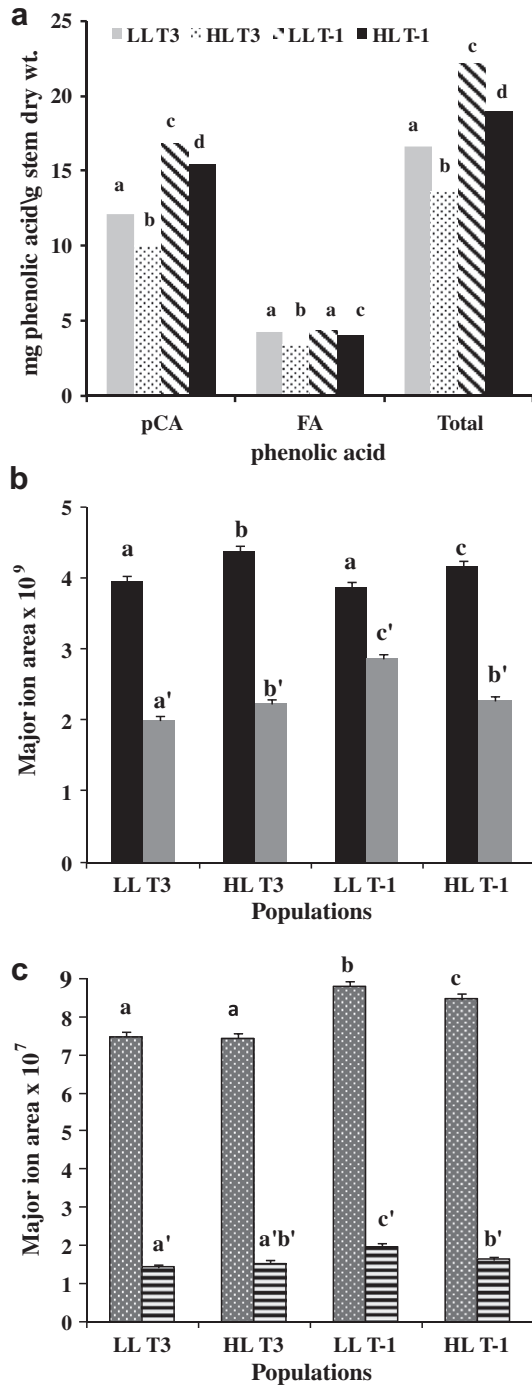 a
25
20
15
10
5
0
mg phenolic acid\g stem dry wt.
LL T3 HL T3 LL T-1 HL T-1
a b c d
a b a c
a b c d
pCA FA Total
phenolic acid
b
5
4
3
2
1
0
Major ion area x 10⁹
a b a c
a' b' c' b'
LL T3 HL T3 LL T-1 HL T-1
Populations
c
9
8
7
6
5
4
3
2
1
0
Major ion area x 10⁷
a a b c
a' a'b' c' b'
LL T3 HL T3 LL T-1 HL T-1
Populations